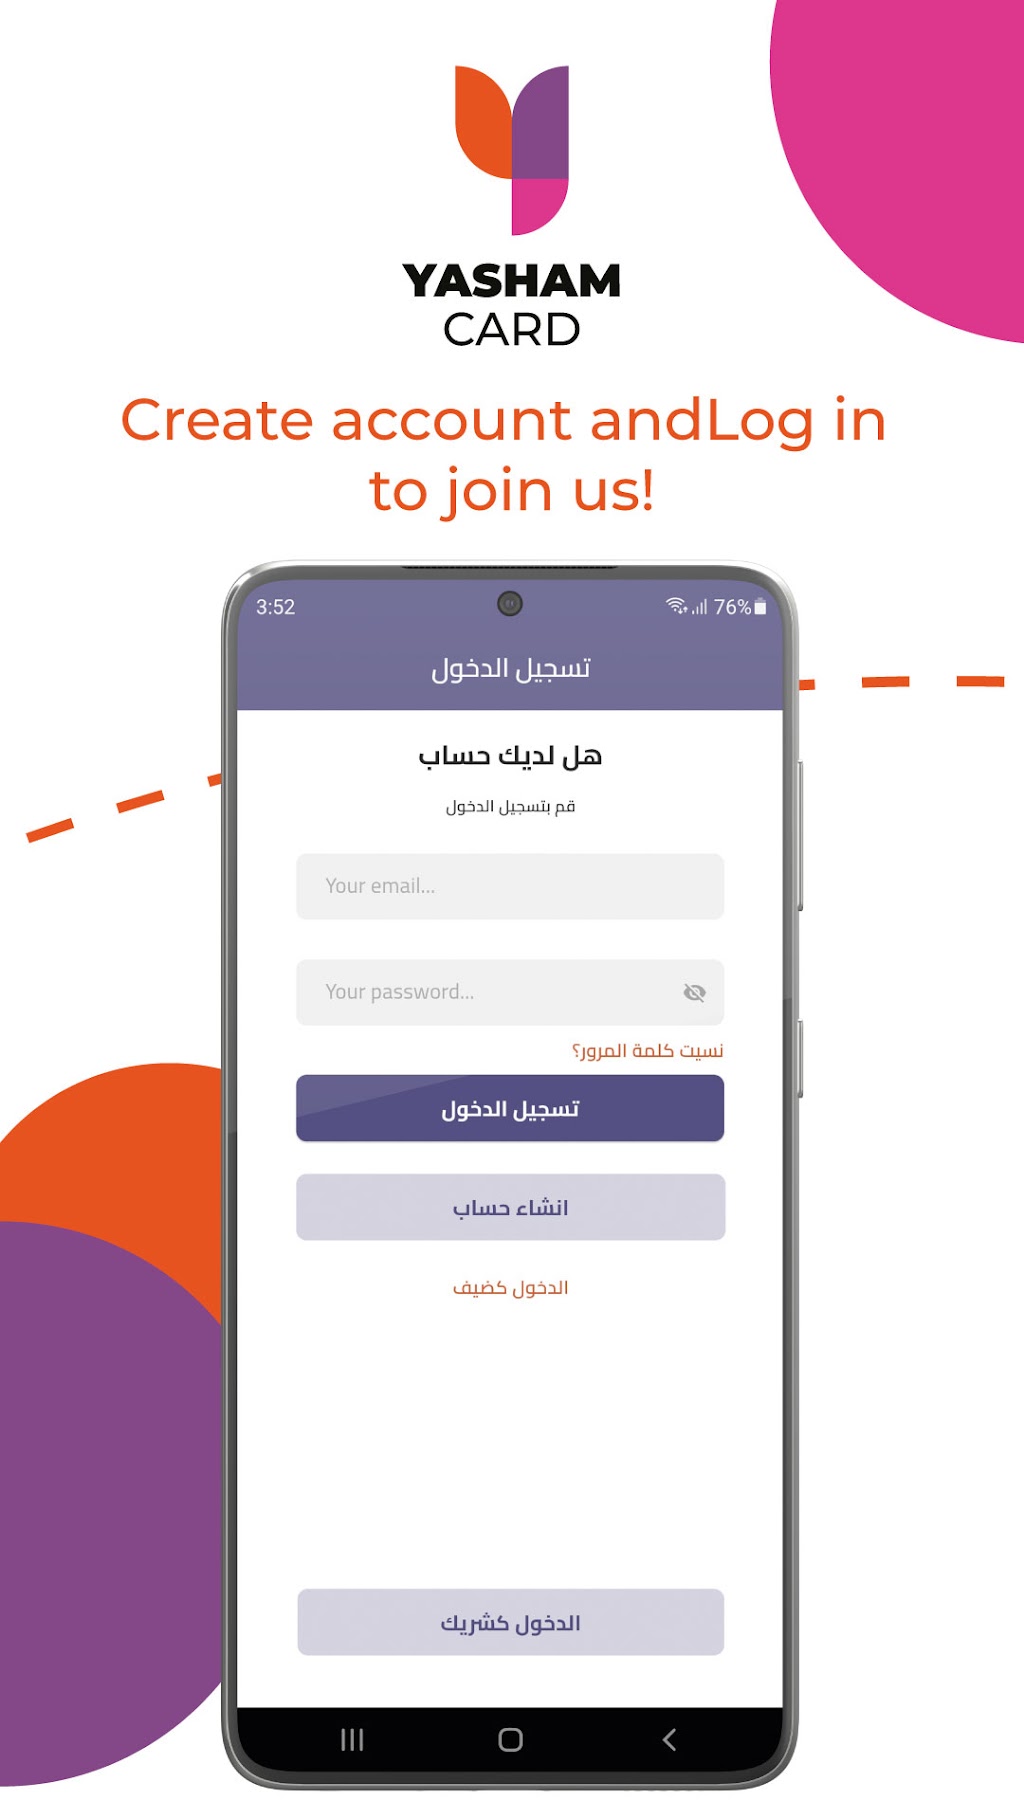 YASHAM
CARD
Create account andLog in
to join us!
3:52
76%
تسجيل الدخول
هل لديك حساب
قم بتسجيل الدخول
Your email...
Your password...
نسيت كلمة المرور؟
تسجيل الدخول
انشاء حساب
الدخول كضيف
الدخول كشريك